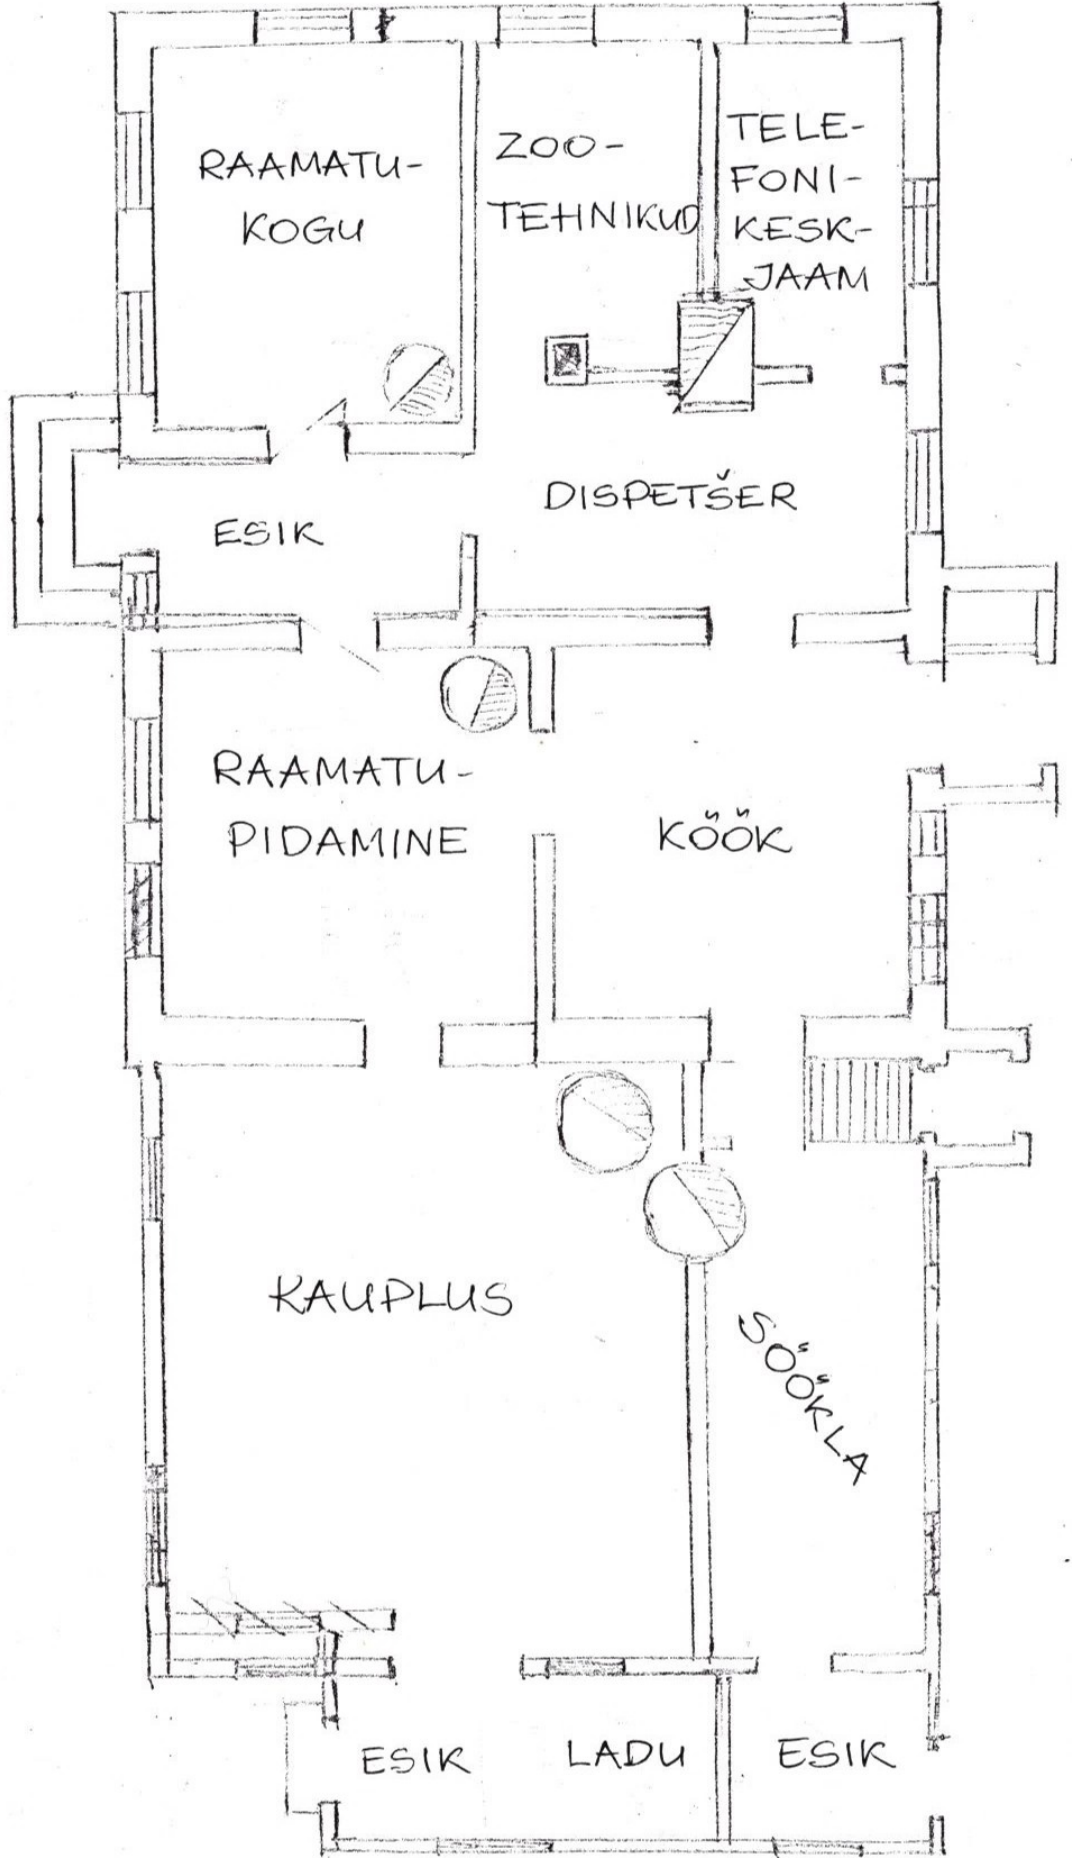 RAAMATU-
KOGU
ZOO-
TEHNIKUD
TELE-
FONI-
KESK-
JAAM
ESIK
DISPETŠER
RAAMATU-
PIDAMINE
KÖÖK
KAUPLUS
SÖÖKLA
ESIK
LADU
ESIK